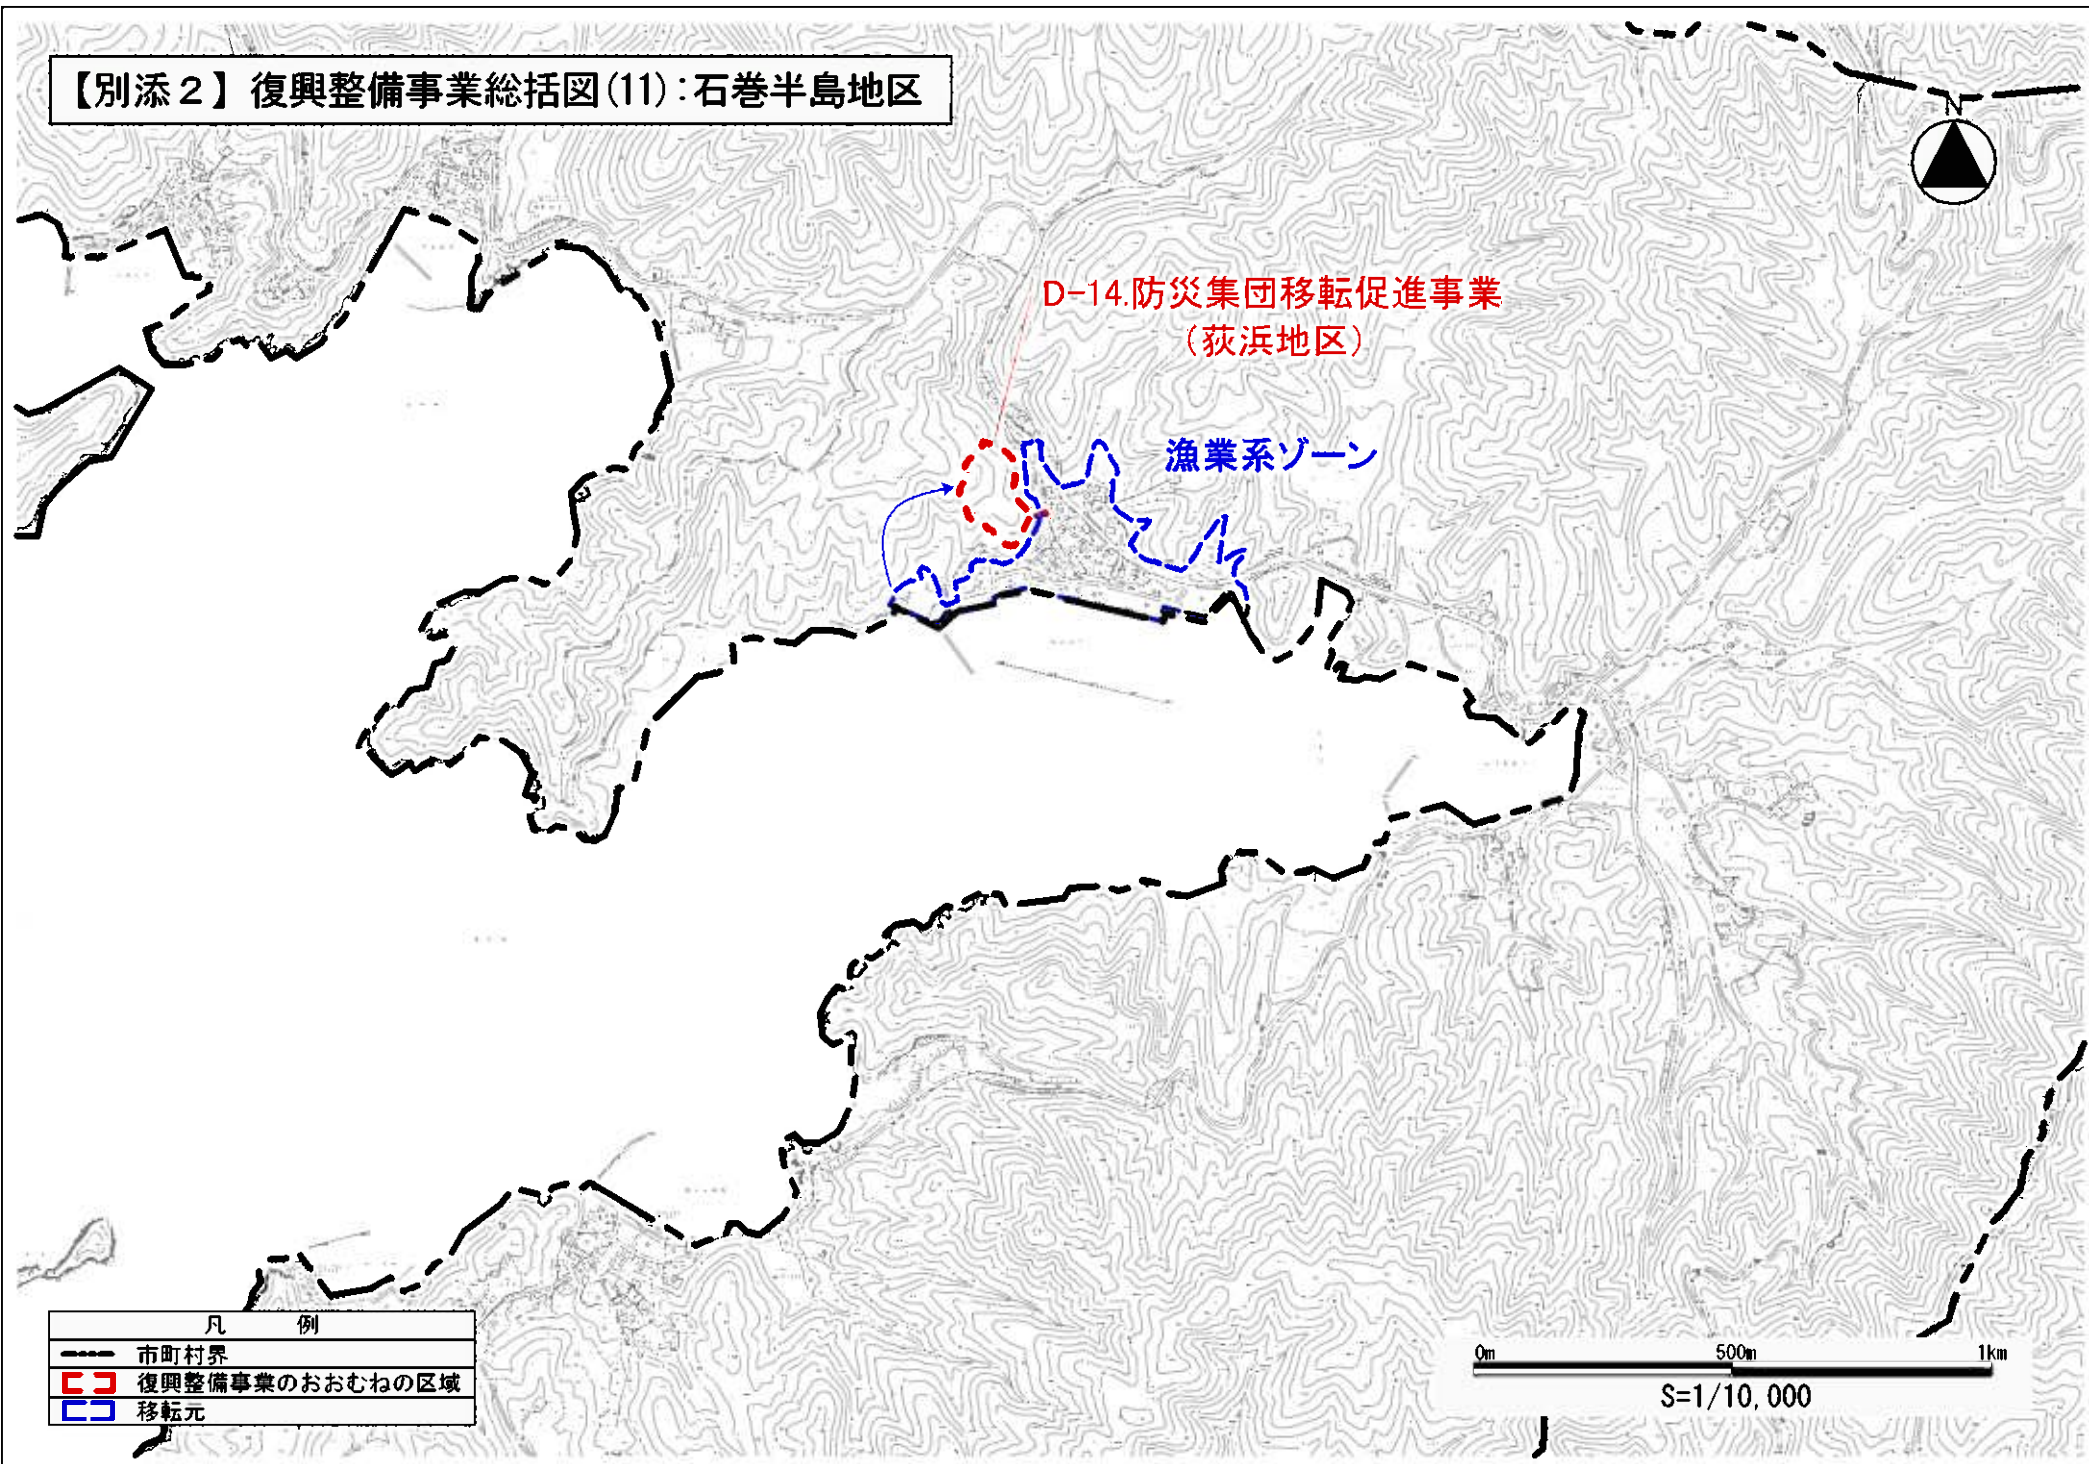 【別添２】復興整備事業総括図(11):石巻半島地区
N
D-14.防災集団移転促進事業
(荻浜地区)
漁業系ゾーン
凡　例
市町村界
復興整備事業のおおむねの区域
移転元
0m 500m 1km
S=1/10,000